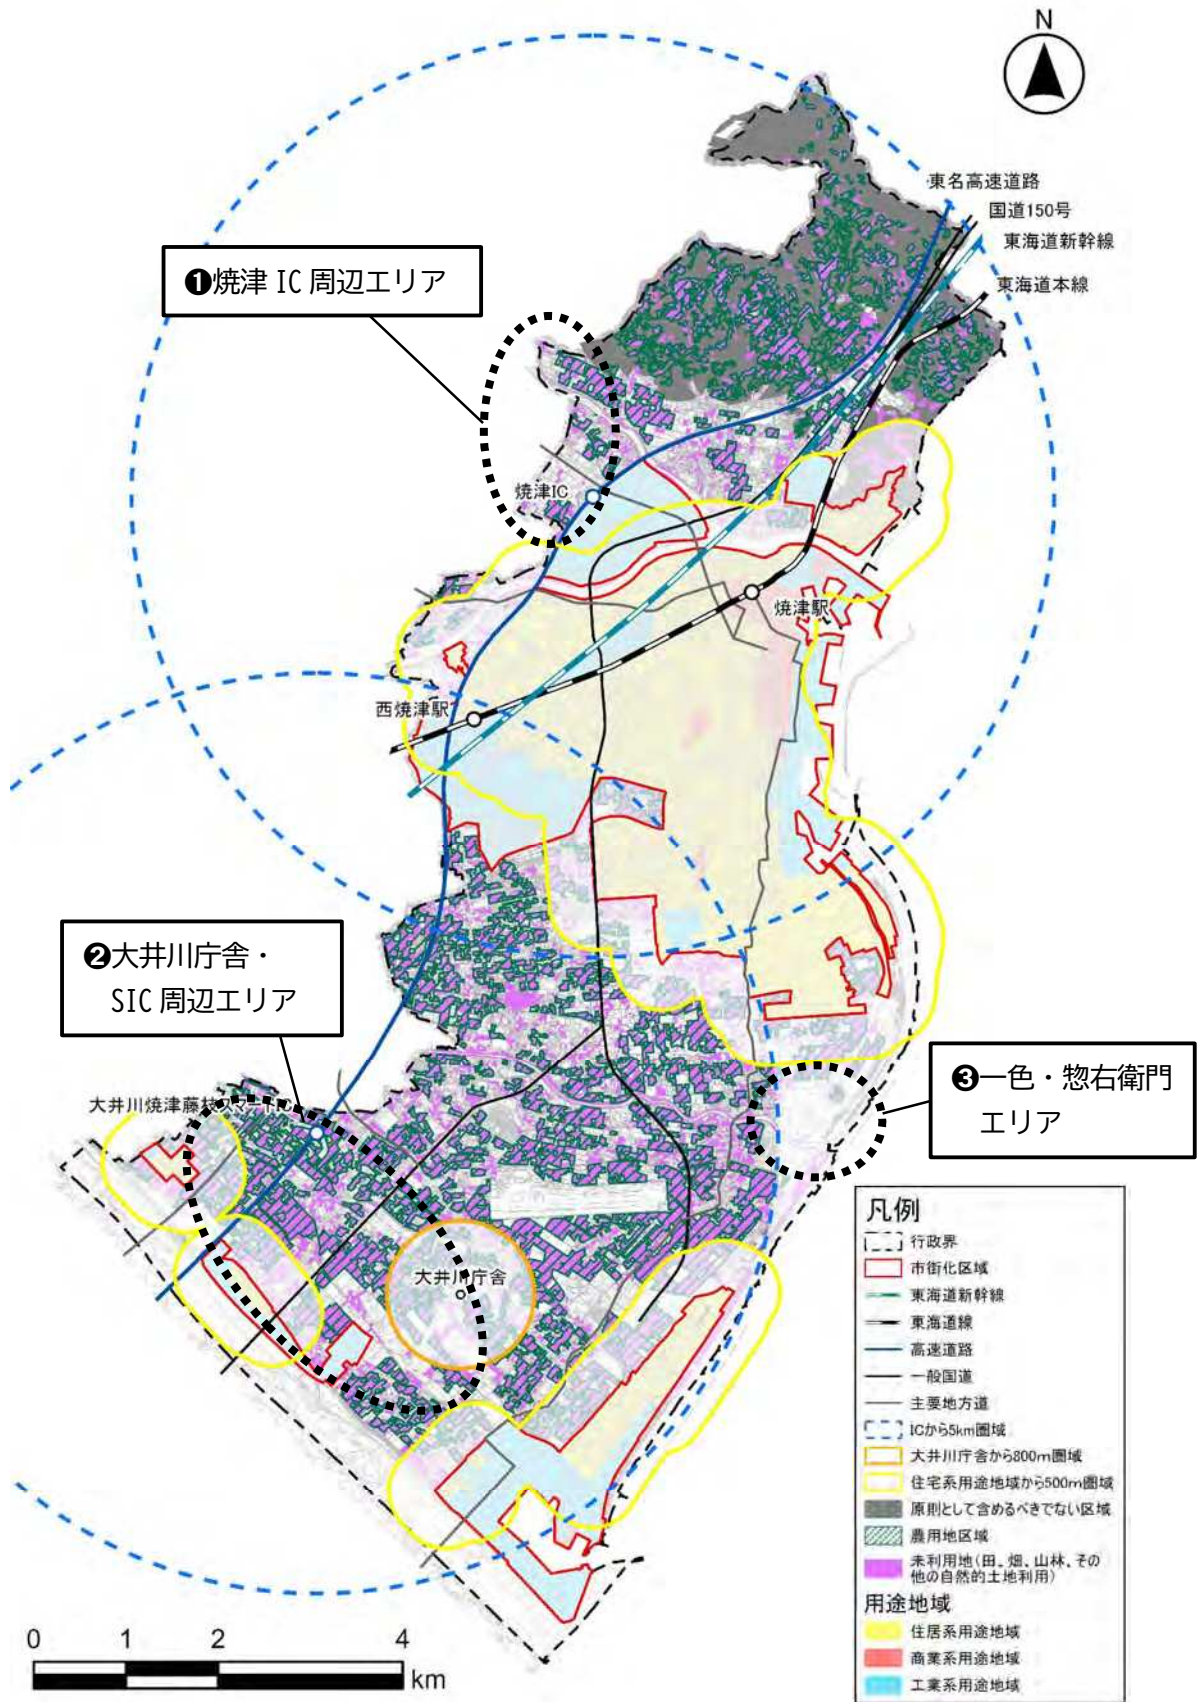 N
東名高速道路
国道150号
東海道新幹線
東海道本線
❶焼津 IC 周辺エリア
焼津IC
焼津駅
西焼津駅
❷大井川庁舎・
SIC 周辺エリア
大井川焼津藤枝スマートIC
❸一色・惣右衛門
エリア
大井川庁舎
凡例
行政界
市街化区域
東海道新幹線
東海道線
高速道路
一般国道
主要地方道
ICから5km圏域
大井川庁舎から800m圏域
住宅系用途地域から500m圏域
原則として含めるべきでない区域
農用地区域
未利用地(田、畑、山林、その
他の自然的土地利用)
用途地域
住居系用途地域
商業系用途地域
工業系用途地域
0 1 2 4
km